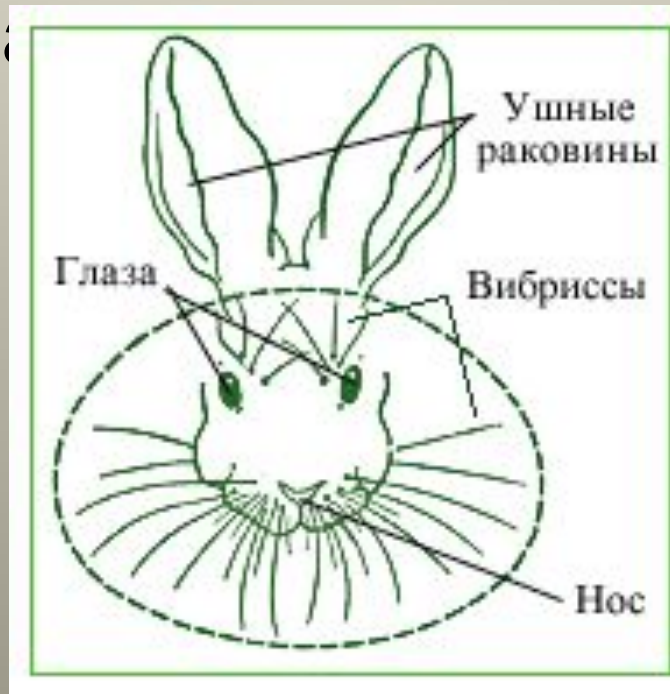 Ушные
раковины
Глаза
Вибриссы
Нос